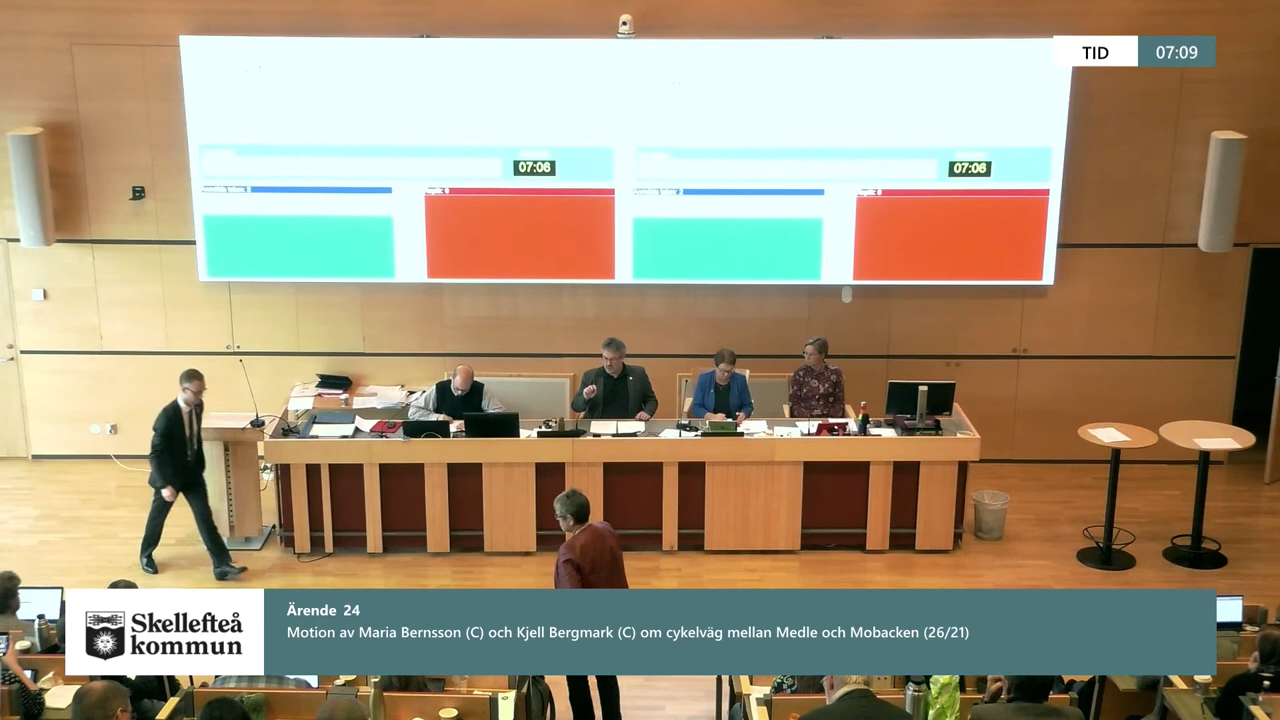 TID 07:09
07:06 07:06
Skellefteå
kommun
Ärende 24
Motion av Maria Bernsson (C) och Kjell Bergmark (C) om cykelväg mellan Medle och Mobacken (26/21)